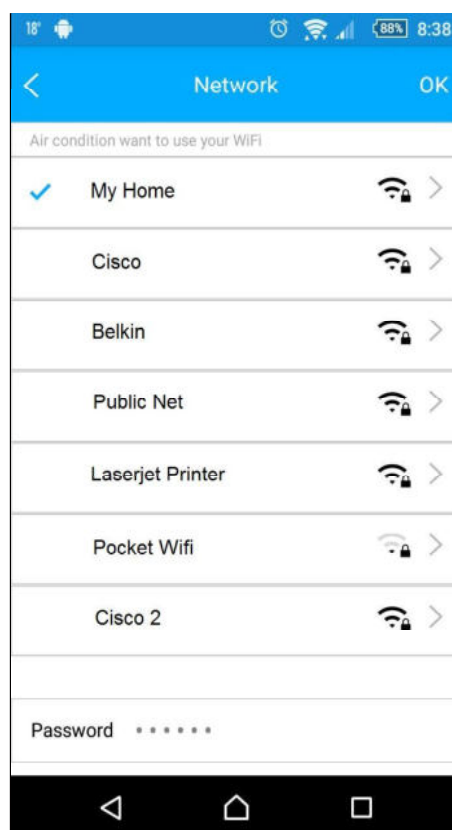 18° 88% 8:38
Network OK
Air condition want to use your WiFi
My Home
Cisco
Belkin
Public Net
Laserjet Printer
Pocket Wifi
Cisco 2
Password ••••••